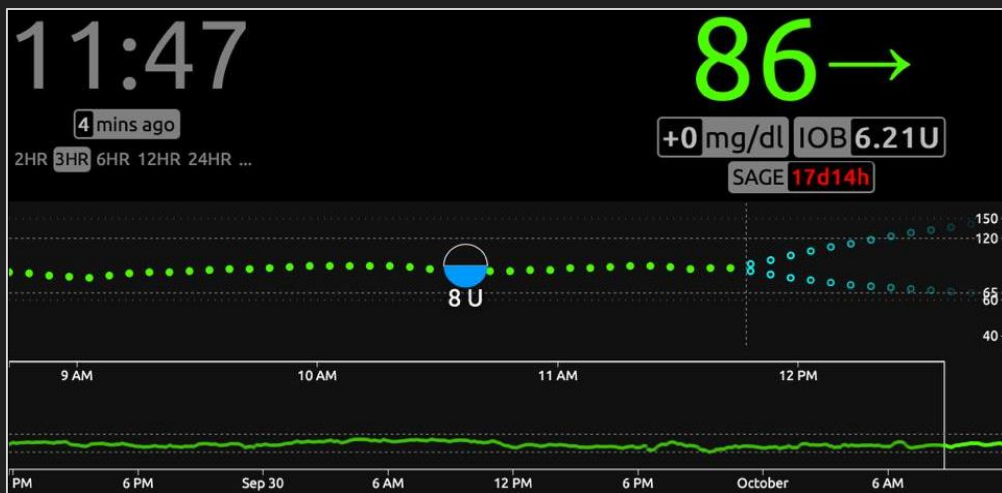 11:47
4 mins ago
2HR 3HR 6HR 12HR 24HR ...
86→
+0 mg/dl IOB 6.21U
SAGE 17d14h
150
120
65
60
40
8 U
9 AM 10 AM 11 AM 12 PM
PM 6 PM Sep 30 6 AM 12 PM 6 PM October 6 AM